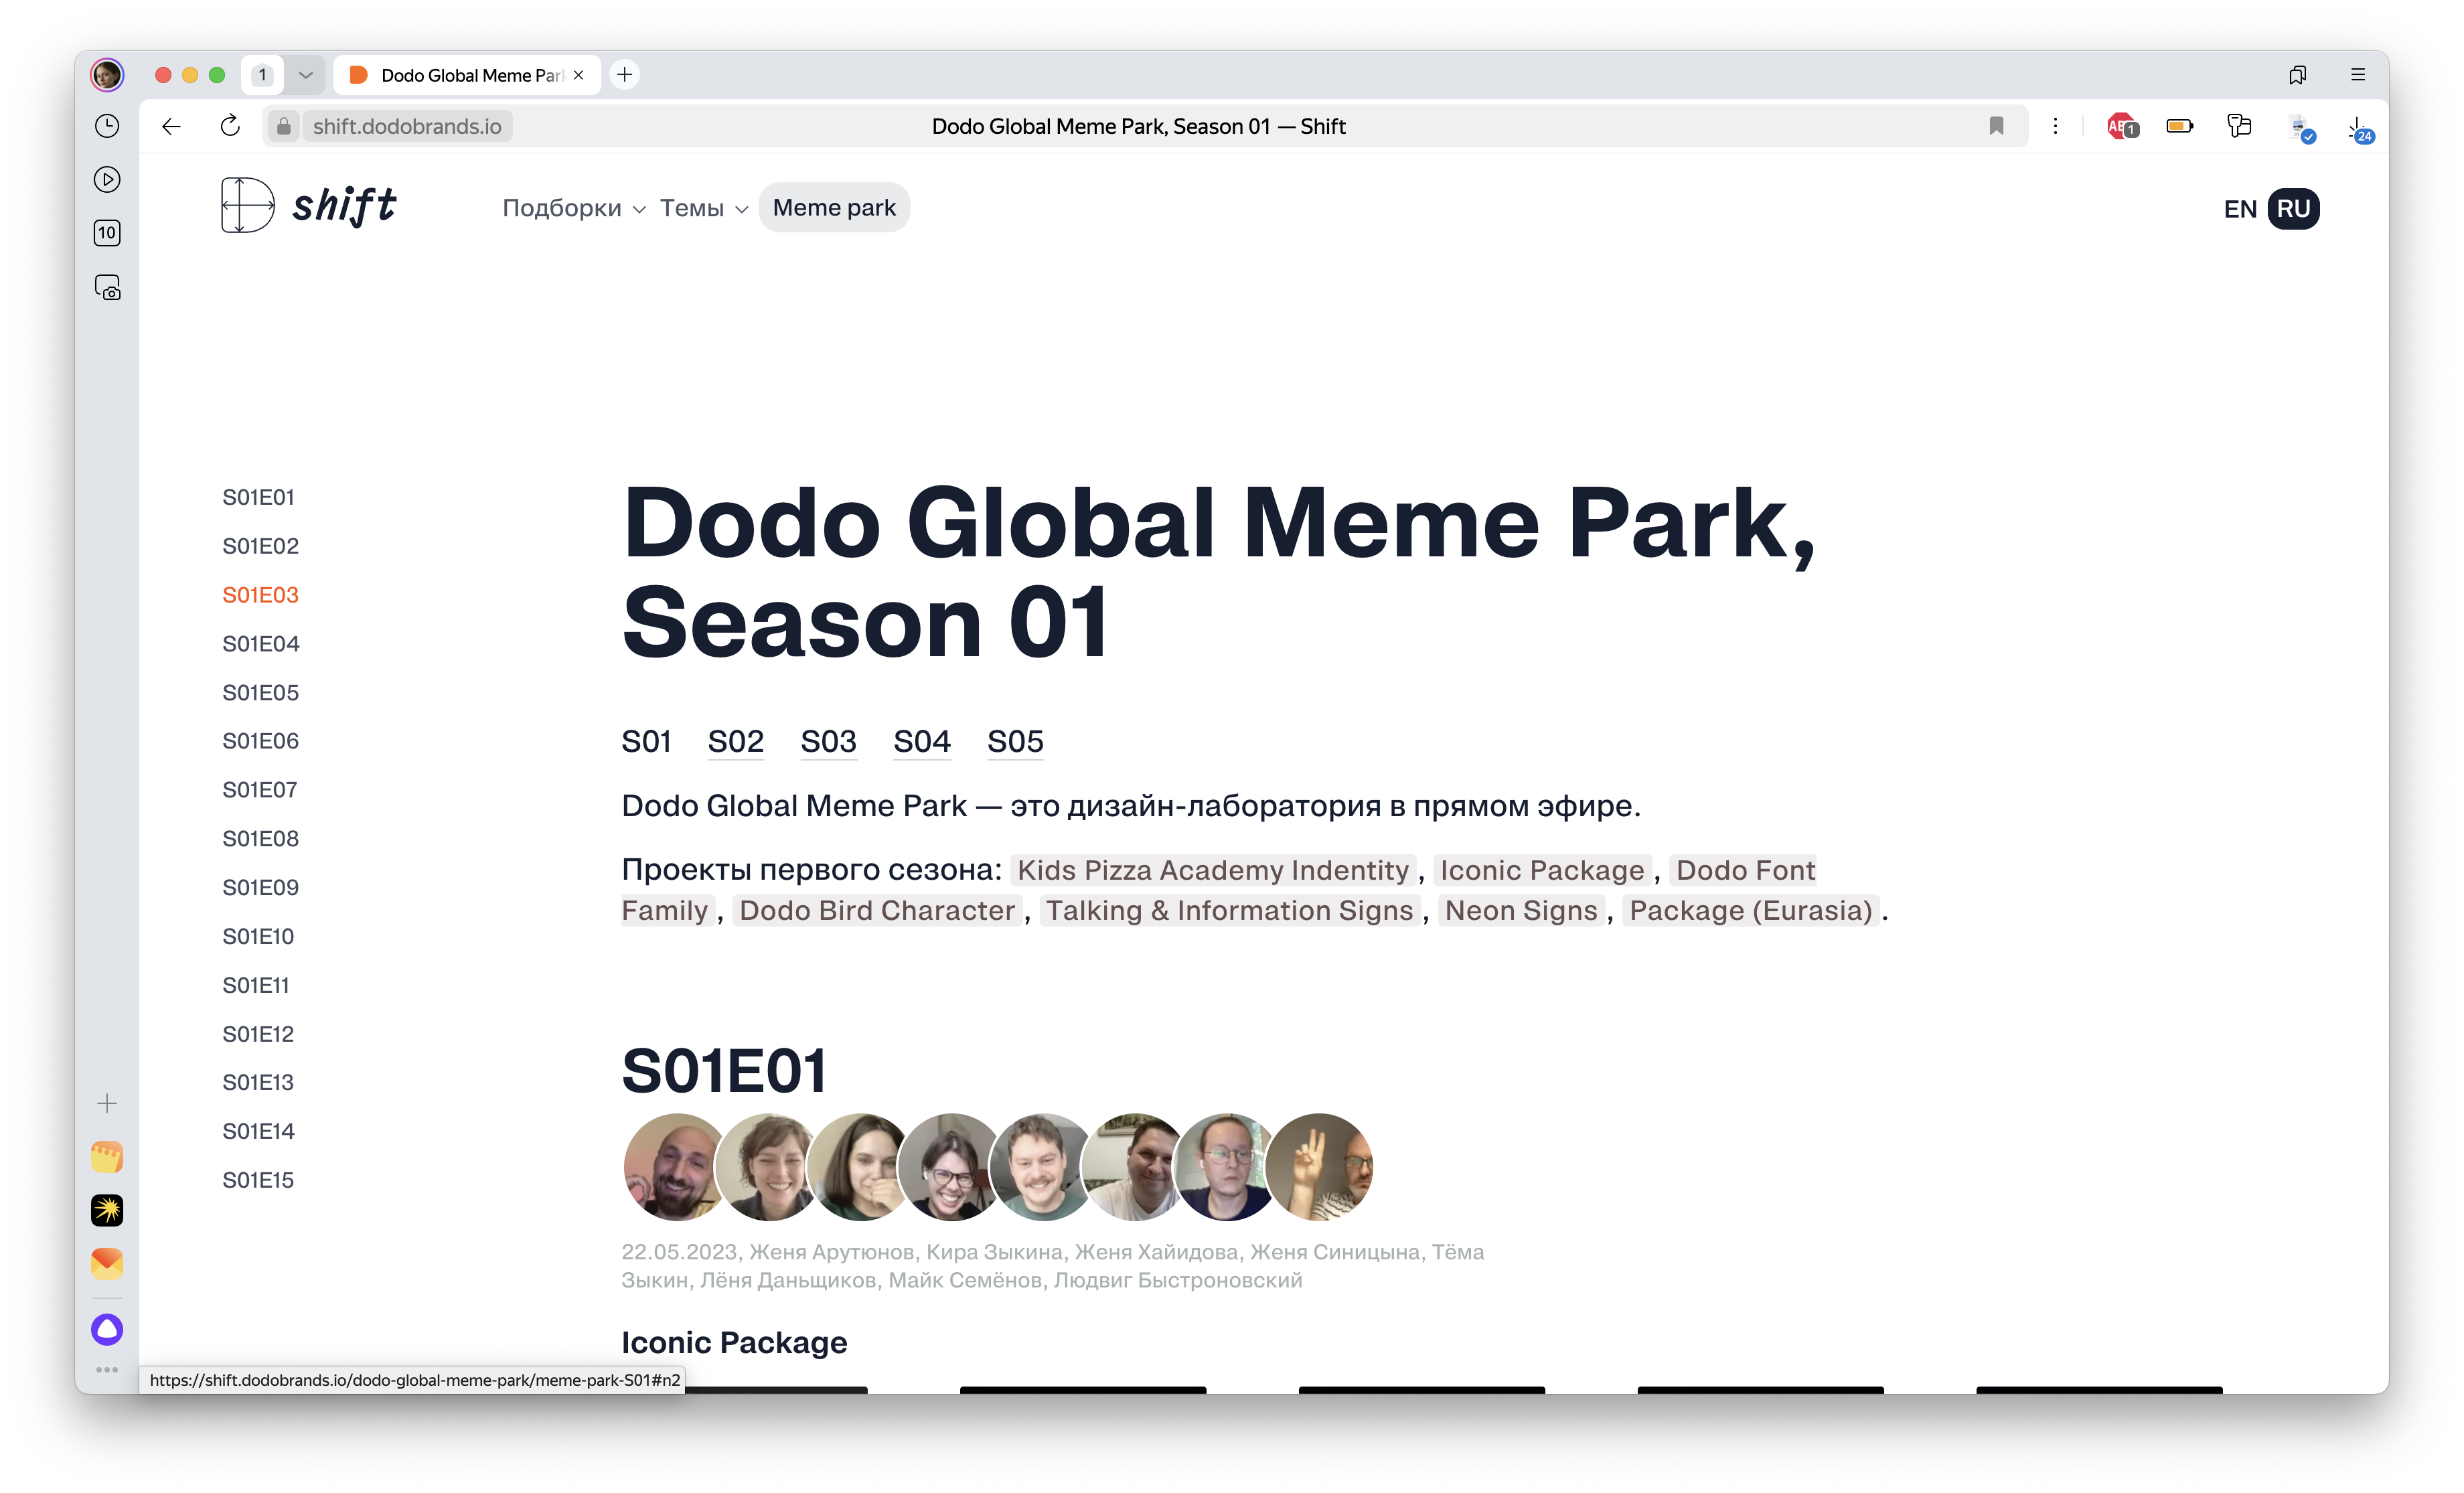 1
Dodo Global Meme Par
shift.dodobrands.io
Dodo Global Meme Park, Season 01 — Shift
1
24
10
shift
Подборки
Темы
Meme park
EN
RU
S01E01
S01E02
S01E03
S01E04
S01E05
S01E06
S01E07
S01E08
S01E09
S01E10
S01E11
S01E12
S01E13
S01E14
S01E15
Dodo Global Meme Park,
Season 01
S01 S02 S03 S04 S05
Dodo Global Meme Park — это дизайн-лаборатория в прямом эфире.
Проекты первого сезона: Kids Pizza Academy Indentity, Iconic Package, Dodo Font
Family, Dodo Bird Character, Talking & Information Signs, Neon Signs, Package (Eurasia).
S01E01
22.05.2023, Женя Арутюнов, Кира Зыкина, Женя Хайидова, Женя Синицына, Тёма
Зыкин, Лёня Даньщиков, Майк Семёнов, Людвиг Быстроновский
Iconic Package
https://shift.dodobrands.io/dodo-global-meme-park/meme-park-S01#n2